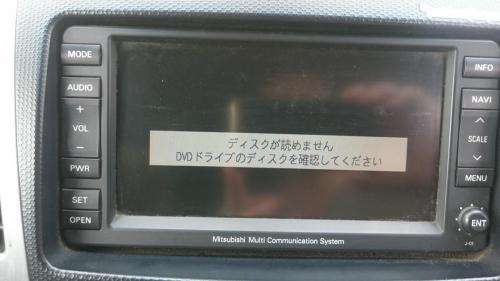 MODE
AUDIO
+
VOL
−
PWR
SET
OPEN
ディスクが読めません
DVDドライブのディスクを確認してください
INFO
NAVI
SCALE
MENU
ENT
J-01
Mitsubishi Multi Communication System